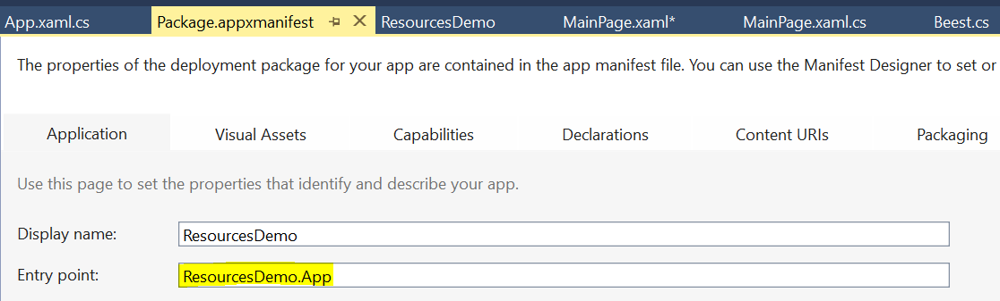 App.xaml.cs Package.appxmanifest ResourcesDemo MainPage.xaml* MainPage.xaml.cs Beest.cs
The properties of the deployment package for your app are contained in the app manifest file. You can use the Manifest Designer to set or
Application Visual Assets Capabilities Declarations Content URIs Packaging
Use this page to set the properties that identify and describe your app.
Display name: ResourcesDemo
Entry point: ResourcesDemo.App